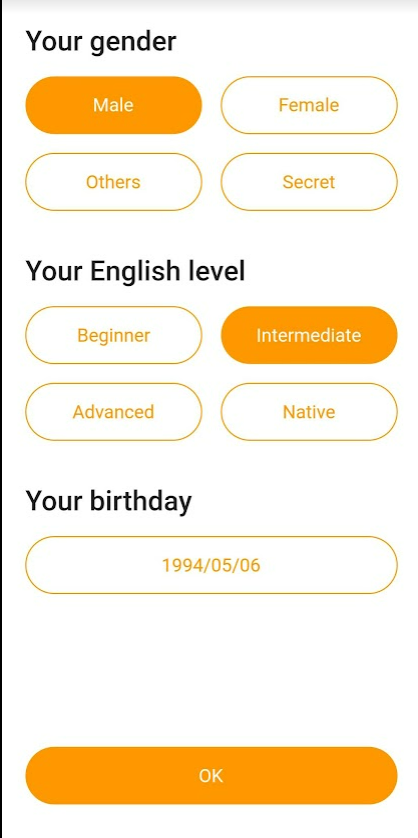 Your gender
Male
Female
Others
Secret
Your English level
Beginner
Intermediate
Advanced
Native
Your birthday
1994/05/06
OK